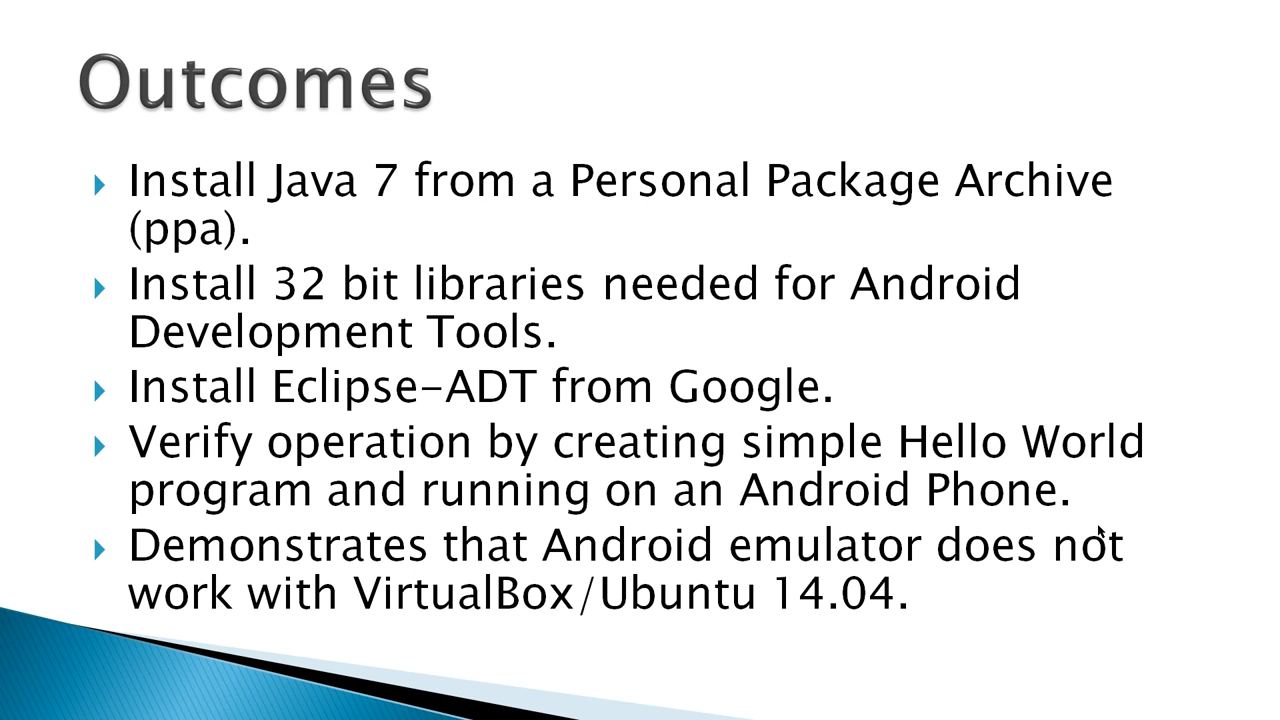 Outcomes
Install Java 7 from a Personal Package Archive
(ppa).
Install 32 bit libraries needed for Android
Development Tools.
Install Eclipse-ADT from Google.
Verify operation by creating simple Hello World
program and running on an Android Phone.
Demonstrates that Android emulator does not
work with VirtualBox/Ubuntu 14.04.